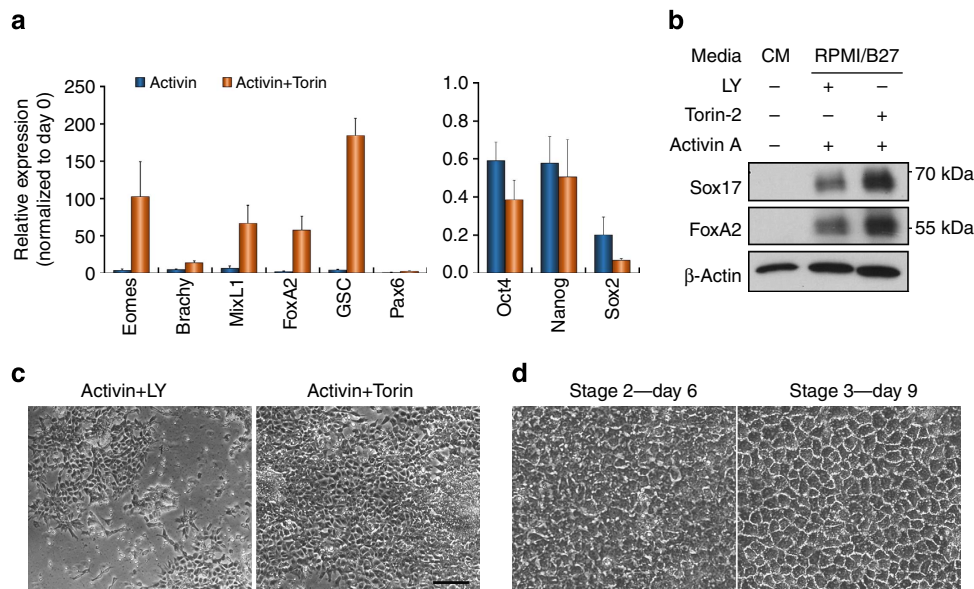 a
Relative expression
(normalized to day 0)
Activin
Activin+Torin
250
200
150
100
50
0
Eomes
Brachy
MixL1
FoxA2
GSC
Pax6
1.0
0.8
0.6
0.4
0.2
0.0
Oct4
Nanog
Sox2
b
Media CM RPMI/B27
LY – + –
Torin-2 – – +
Activin A – + +
Sox17
70 kDa
FoxA2
55 kDa
β-Actin
c
Activin+LY
Activin+Torin
d
Stage 2—day 6
Stage 3—day 9